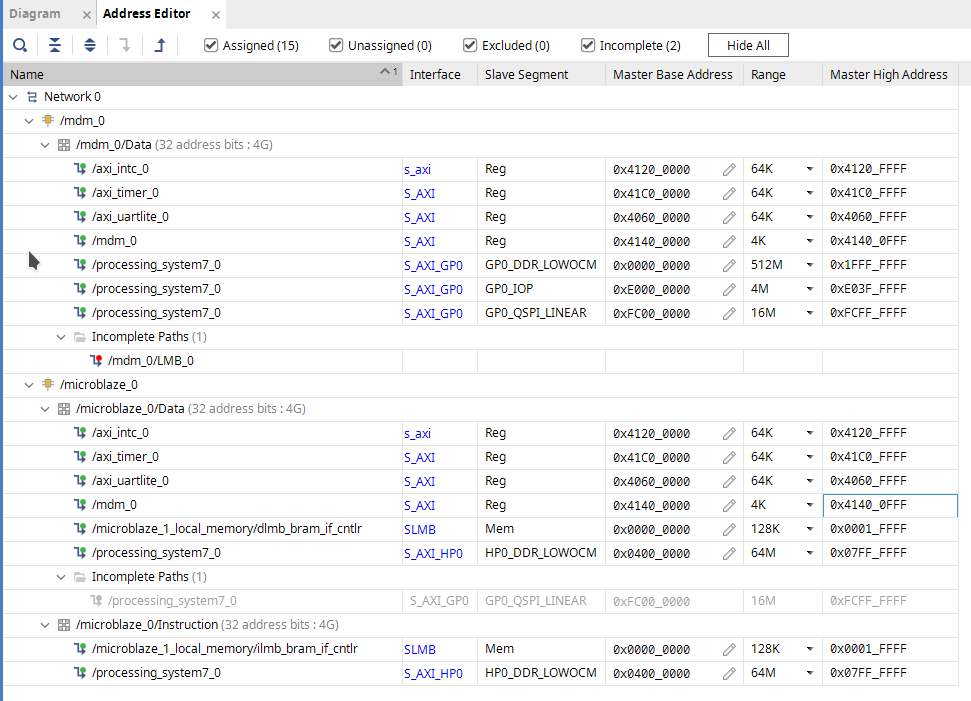 Diagram × Address Editor ×
Assigned (15) Unassigned (0) Excluded (0) Incomplete (2) Hide All
Name 1 Interface Slave Segment Master Base Address Range Master High Address
Network 0
/mdm_0
/mdm_0/Data (32 address bits : 4G)
/axi_intc_0 s_axi Reg 0x4120_0000 64K 0x4120_FFFF
/axi_timer_0 S_AXI Reg 0x41C0_0000 64K 0x41C0_FFFF
/axi_uartlite_0 S_AXI Reg 0x4060_0000 64K 0x4060_FFFF
/mdm_0 S_AXI Reg 0x4140_0000 4K 0x4140_0FFF
/processing_system7_0 S_AXI_GP0 GP0_DDR_LOWOCM 0x0000_0000 512M 0x1FFF_FFFF
/processing_system7_0 S_AXI_GP0 GP0_IOP 0xE000_0000 4M 0xE03F_FFFF
/processing_system7_0 S_AXI_GP0 GP0_QSPI_LINEAR 0xFC00_0000 16M 0xFCFF_FFFF
Incomplete Paths (1)
/mdm_0/LMB_0
/microblaze_0
/microblaze_0/Data (32 address bits : 4G)
/axi_intc_0 s_axi Reg 0x4120_0000 64K 0x4120_FFFF
/axi_timer_0 S_AXI Reg 0x41C0_0000 64K 0x41C0_FFFF
/axi_uartlite_0 S_AXI Reg 0x4060_0000 64K 0x4060_FFFF
/mdm_0 S_AXI Reg 0x4140_0000 4K 0x4140_0FFF
/microblaze_1_local_memory/dlmb_bram_if_cntlr SLMB Mem 0x0000_0000 128K 0x0001_FFFF
/processing_system7_0 S_AXI_HP0 HP0_DDR_LOWOCM 0x0400_0000 64M 0x07FF_FFFF
Incomplete Paths (1)
/processing_system7_0 S_AXI_GP0 GP0_QSPI_LINEAR 0xFC00_0000 16M 0xFCFF_FFFF
/microblaze_0/Instruction (32 address bits : 4G)
/microblaze_1_local_memory/ilmb_bram_if_cntlr SLMB Mem 0x0000_0000 128K 0x0001_FFFF
/processing_system7_0 S_AXI_HP0 HP0_DDR_LOWOCM 0x0400_0000 64M 0x07FF_FFFF